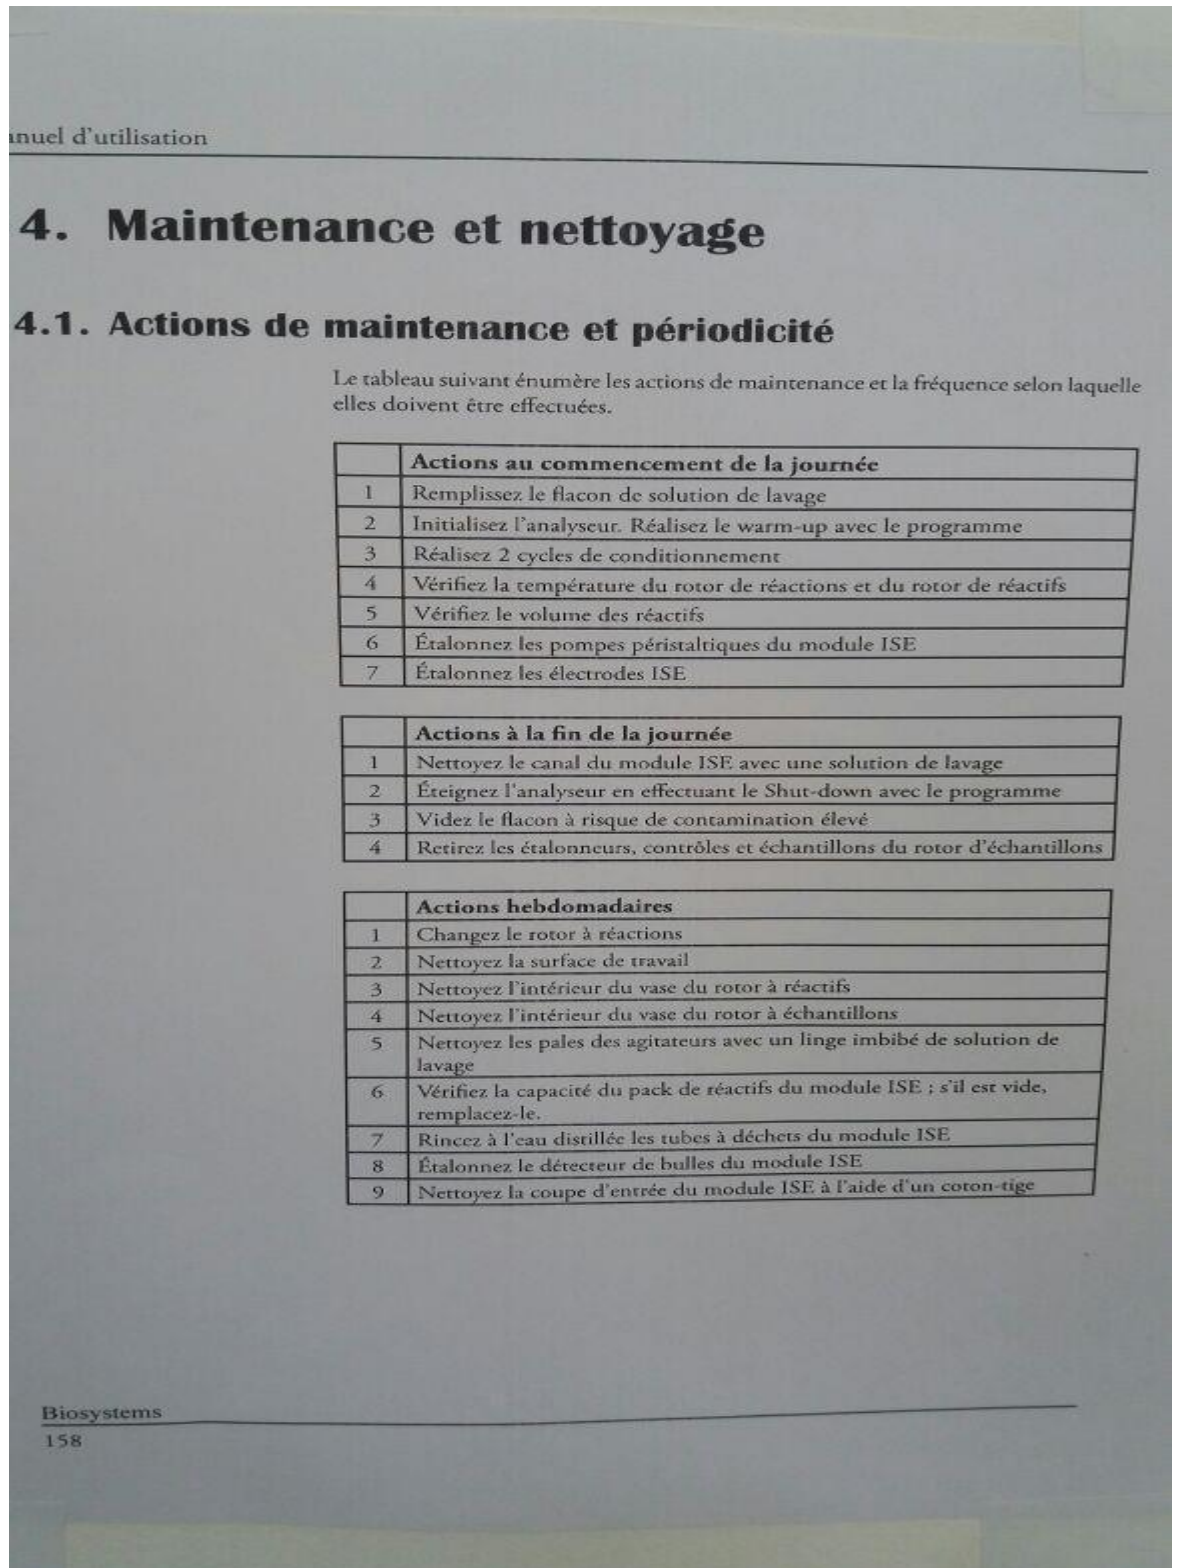 nuel d'utilisation
4. Maintenance et nettoyage
4.1. Actions de maintenance et périodicité
Le tableau suivant énumère les actions de maintenance et la fréquence selon laquelle
elles doivent être effectuées.
Actions au commencement de la journée
1 Remplissez le flacon de solution de lavage
2 Initialisez l'analyseur. Réalisez le warm-up avec le programme
3 Réalisez 2 cycles de conditionnement
4 Vérifiez la température du rotor de réactions et du rotor de réactifs
5 Vérifiez le volume des réactifs
6 Étalonnez les pompes péristaltiques du module ISE
7 Étalonnez les électrodes ISE
Actions à la fin de la journée
1 Nettoyez le canal du module ISE avec une solution de lavage
2 Éteignez l'analyseur en effectuant le Shut-down avec le programme
3 Videz le flacon à risque de contamination élevé
4 Retirez les étalonneurs, contrôles et échantillons du rotor d'échantillons
Actions hebdomadaires
1 Changez le rotor à réactions
2 Nettoyez la surface de travail
3 Nettoyez l'intérieur du vase du rotor à réactifs
4 Nettoyez l'intérieur du vase du rotor à échantillons
5 Nettoyez les pales des agitateurs avec un linge imbibé de solution de
lavage
6 Vérifiez la capacité du pack de réactifs du module ISE ; s'il est vide,
remplacez-le.
7 Rincez à l'eau distillée les tubes à déchets du module ISE
8 Étalonnez le détecteur de bulles du module ISE
9 Nettoyez la coupe d'entrée du module ISE à l'aide d'un coton-tige
Biosystems
158